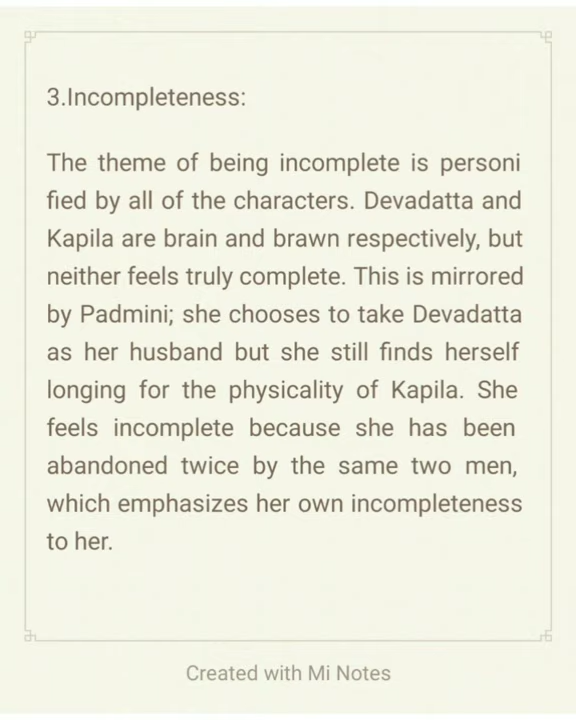 3.Incompleteness:
The theme of being incomplete is personi
fied by all of the characters. Devadatta and
Kapila are brain and brawn respectively, but
neither feels truly complete. This is mirrored
by Padmini; she chooses to take Devadatta
as her husband but she still finds herself
longing for the physicality of Kapila. She
feels incomplete because she has been
abandoned twice by the same two men,
which emphasizes her own incompleteness
to her.
Created with Mi Notes